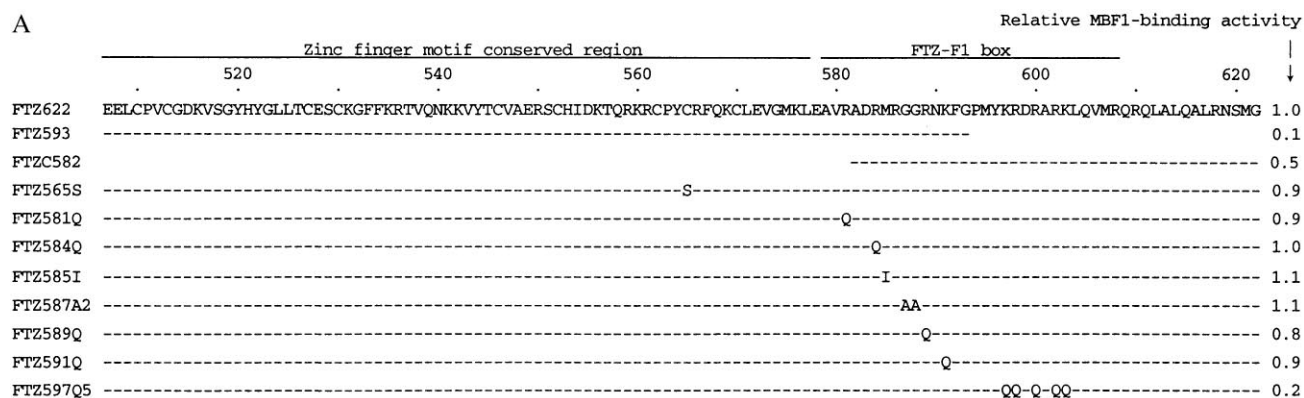 A
Relative MBF1-binding activity
Zinc finger motif conserved region FTZ-F1 box
520 540 560 580 600 620
FTZ622 EELCPVCGDKVSGYHYGLLTCESCKGFFKRTVQNKKVYTCVAERSCHIDKTQRKRCPYCRFQKCLEVGMKLEAVRADRMRGGRNKFGPMYKRDRARKLQVMRQRQLALQALRNSMG 1.0
FTZ593 --------------------------------------------------------------------------------------- 0.1
FTZC582 ----------------------------------------- 0.5
FTZ565S ----------------------------------------------------------S--------------------------------------------------------- 0.9
FTZ581Q --------------------------------------------------------------------------Q----------------------------------------- 0.9
FTZ584Q -----------------------------------------------------------------------------Q-------------------------------------- 1.0
FTZ585I ------------------------------------------------------------------------------I------------------------------------- 1.1
FTZ587A2 --------------------------------------------------------------------------------AA---------------------------------- 1.1
FTZ589Q ----------------------------------------------------------------------------------Q--------------------------------- 0.8
FTZ591Q ------------------------------------------------------------------------------------Q------------------------------- 0.9
FTZ597Q5 ------------------------------------------------------------------------------------------QQ-Q-QQ------------------- 0.2